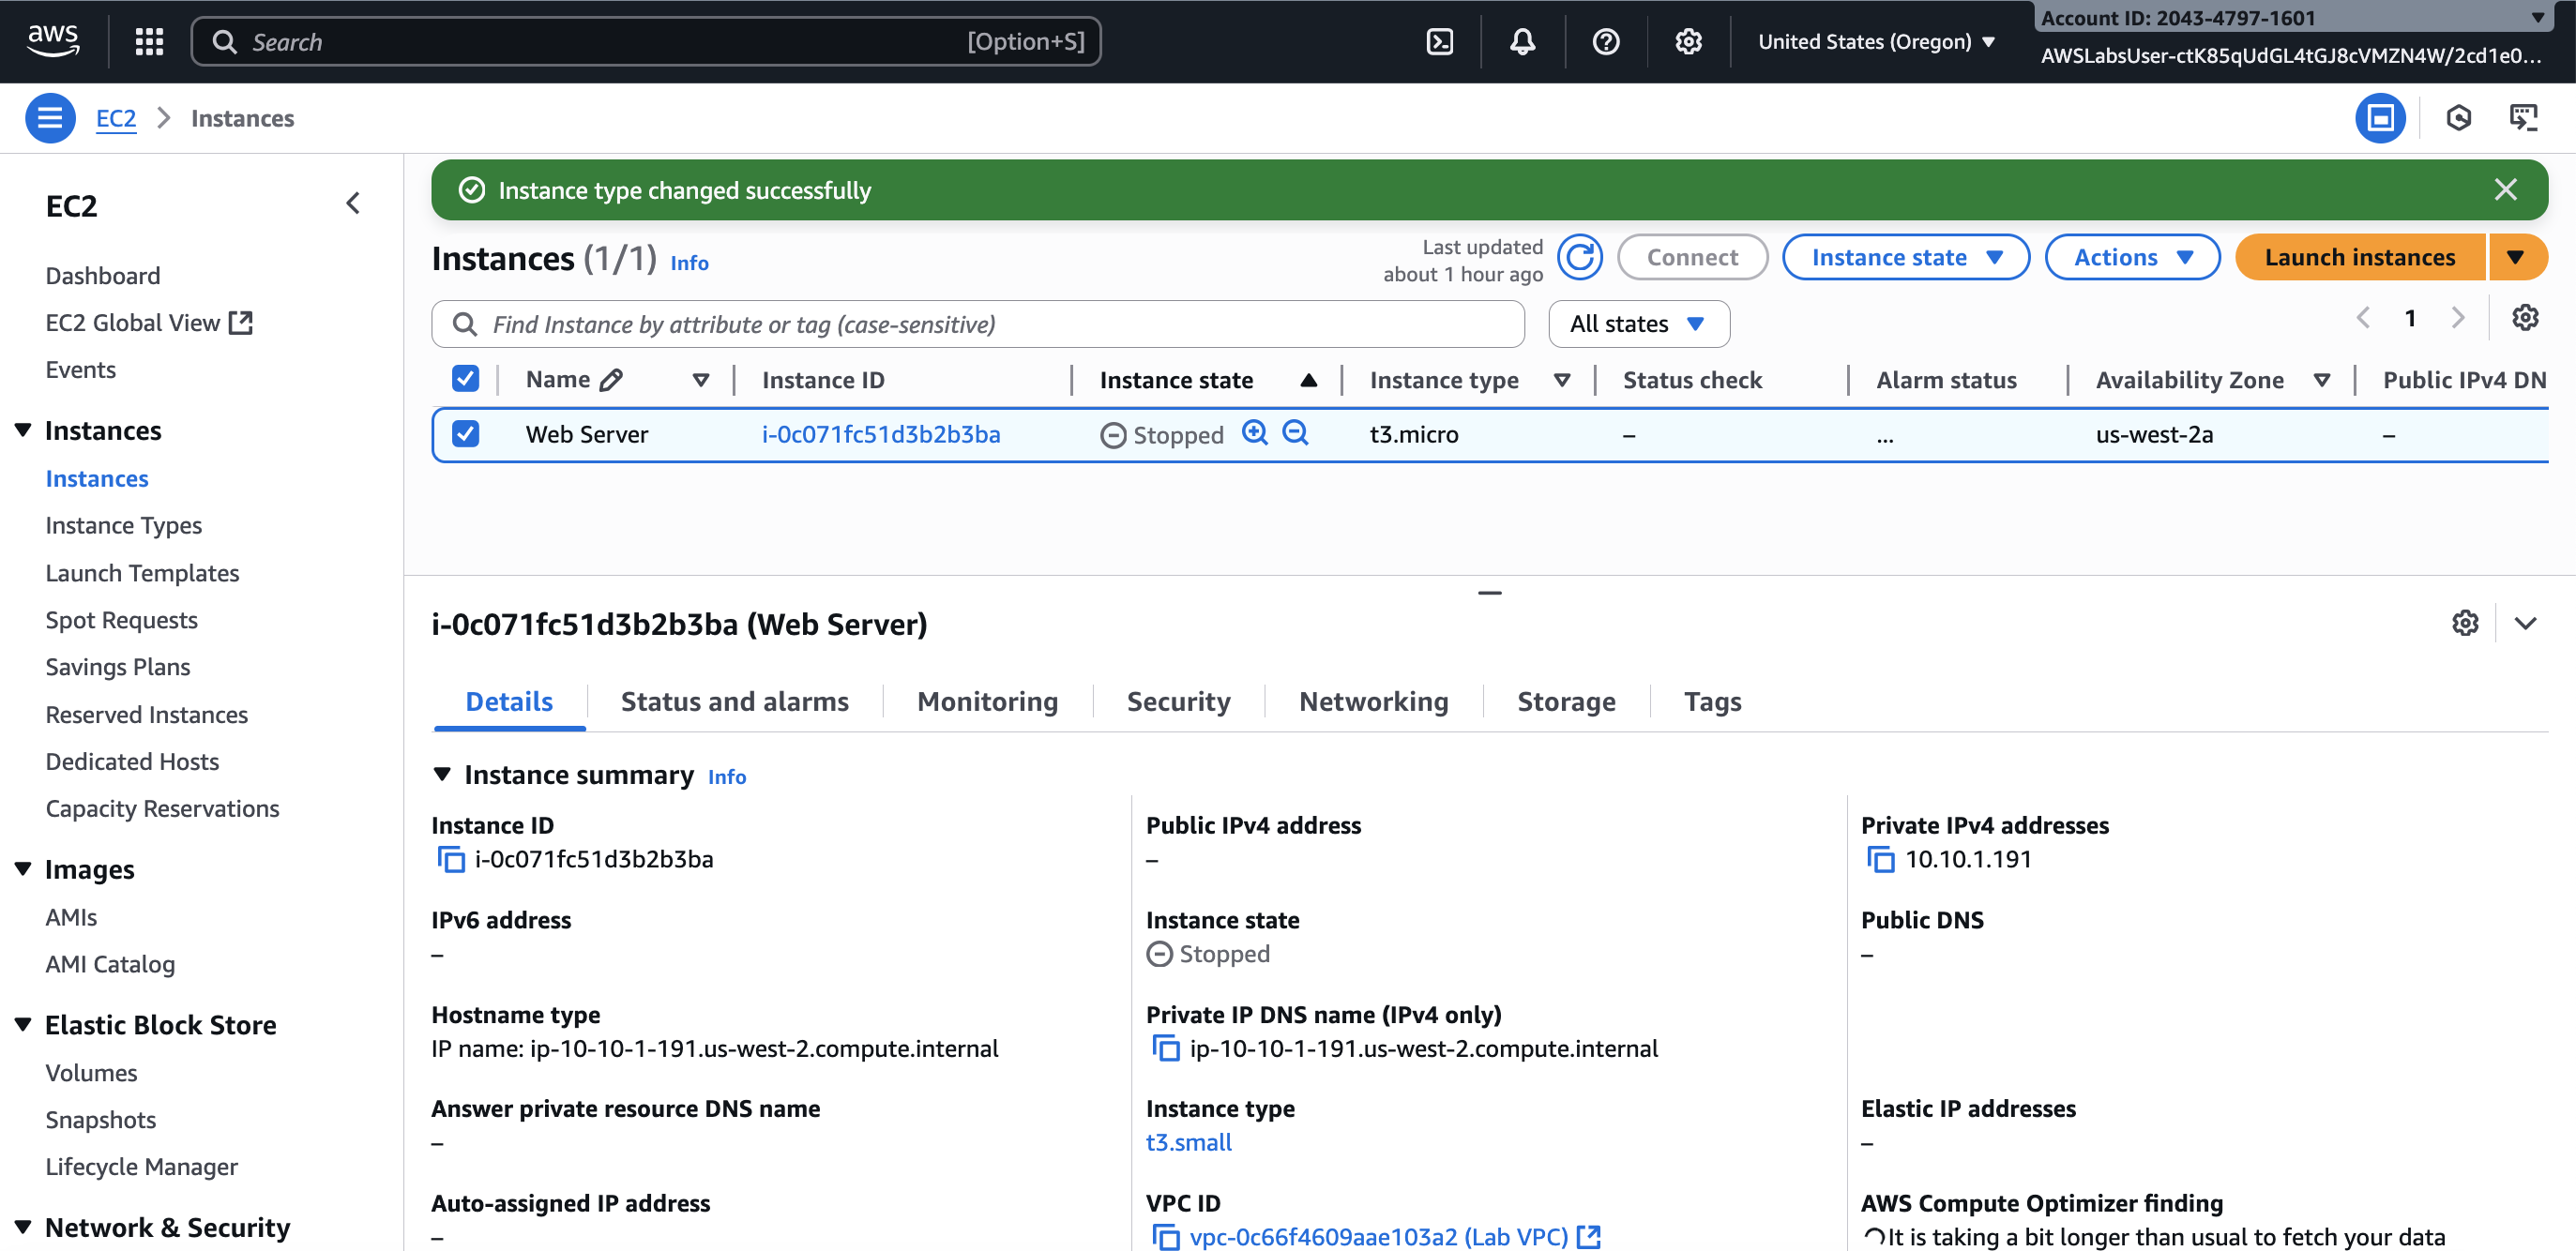 aws
Search [Option+S]
United States (Oregon)
Account ID: 2043-4797-1601
AWSLabsUser-ctK85qUdGL4tGJ8cVMZN4W/2cd1e0...
EC2 Instances
EC2
Dashboard
EC2 Global View
Events
Instances
Instances
Instance Types
Launch Templates
Spot Requests
Savings Plans
Reserved Instances
Dedicated Hosts
Capacity Reservations
Images
AMIs
AMI Catalog
Elastic Block Store
Volumes
Snapshots
Lifecycle Manager
Network & Security
Instance type changed successfully
Instances (1/1) Info
Last updated
about 1 hour ago
Connect Instance state Actions Launch instances
Find Instance by attribute or tag (case-sensitive) All states 1
Name Instance ID Instance state Instance type Status check Alarm status Availability Zone Public IPv4 DN
Web Server i-0c071fc51d3b2b3ba Stopped t3.micro – ... us-west-2a –
i-0c071fc51d3b2b3ba (Web Server)
Details Status and alarms Monitoring Security Networking Storage Tags
Instance summary Info
Instance ID
i-0c071fc51d3b2b3ba
Public IPv4 address
–
Private IPv4 addresses
10.10.1.191
IPv6 address
–
Instance state
Stopped
Public DNS
–
Hostname type
IP name: ip-10-10-1-191.us-west-2.compute.internal
Private IP DNS name (IPv4 only)
ip-10-10-1-191.us-west-2.compute.internal
Answer private resource DNS name
–
Instance type
t3.small
Elastic IP addresses
–
Auto-assigned IP address
–
VPC ID
vpc-0c66f4609aae103a2 (Lab VPC)
AWS Compute Optimizer finding
It is taking a bit longer than usual to fetch your data